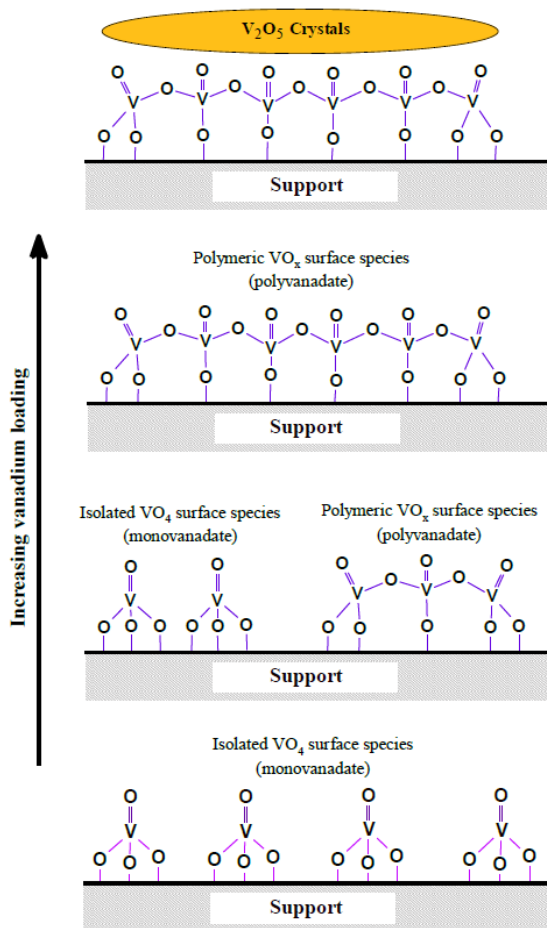 V₂O₅ Crystals
O O O O O O
O O O O O
V V V V V V
O O O O O O O O
Support
Polymeric VOₓ surface species
(polyvanadate)
O O O O O O
O O O O O
V V V V V V
O O O O O O O O
Support
Isolated VO₄ surface species
(monovanadate)
O O
V V
O O O O O O
Polymeric VOₓ surface species
(polyvanadate)
O O O
O O
V V V
O O O O O
Support
Isolated VO₄ surface species
(monovanadate)
O O O O
V V V V
O O O O O O O O O O O O
Support
Increasing vanadium loading